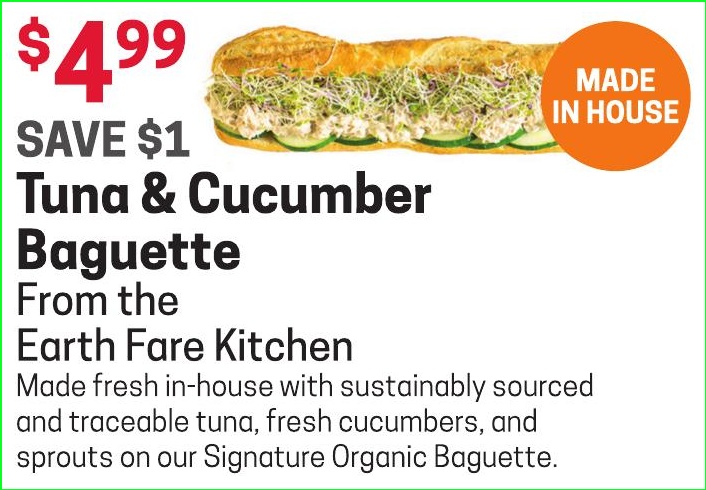 $4.99
MADE
IN HOUSE
SAVE $1
Tuna & Cucumber
Baguette
From the
Earth Fare Kitchen
Made fresh in-house with sustainably sourced
and traceable tuna, fresh cucumbers, and
sprouts on our Signature Organic Baguette.